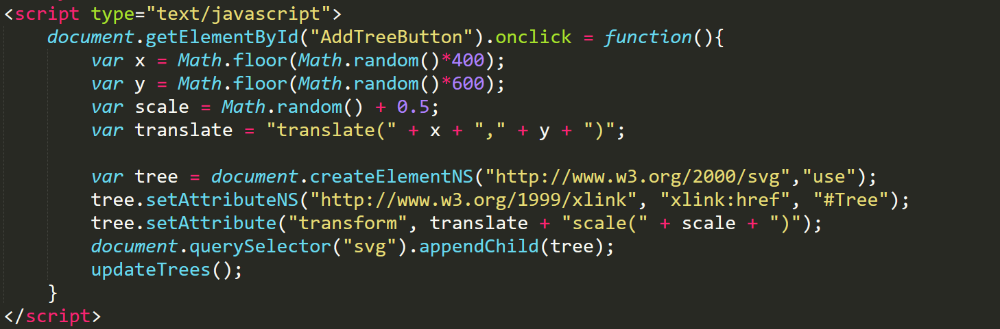 <script type="text/javascript">
    document.getElementById("AddTreeButton").onclick = function(){
        var x = Math.floor(Math.random()*400);
        var y = Math.floor(Math.random()*600);
        var scale = Math.random() + 0.5;
        var translate = "translate(" + x + "," + y + ")";

        var tree = document.createElementNS("http://www.w3.org/2000/svg","use");
        tree.setAttributeNS("http://www.w3.org/1999/xlink", "xlink:href", "#Tree");
        tree.setAttribute("transform", translate + "scale(" + scale + ")");
        document.querySelector("svg").appendChild(tree);
        updateTrees();
    }
</script>